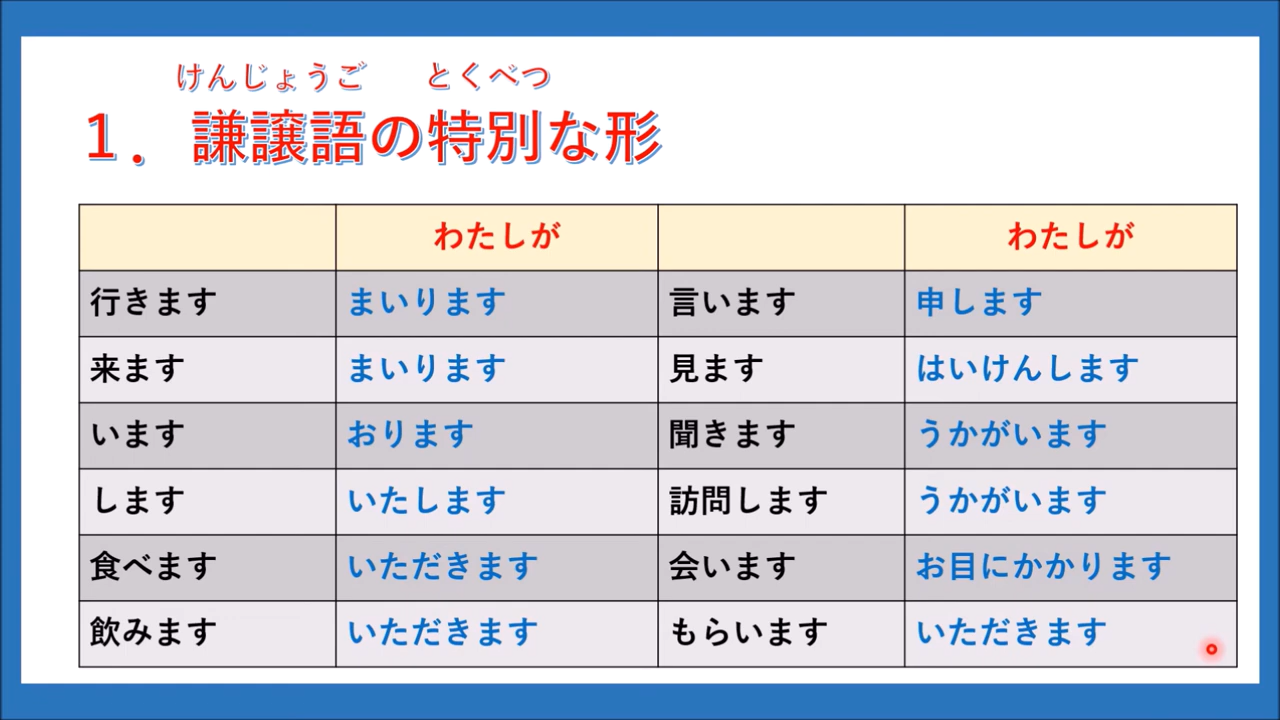 けんじょうご とくべつ
1．謙譲語の特別な形
わたしが わたしが
行きます まいります 言います 申します
来ます まいります 見ます はいけんします
います おります 聞きます うかがいます
します いたします 訪問します うかがいます
食べます いただきます 会います お目にかかります
飲みます いただきます もらいます いただきます